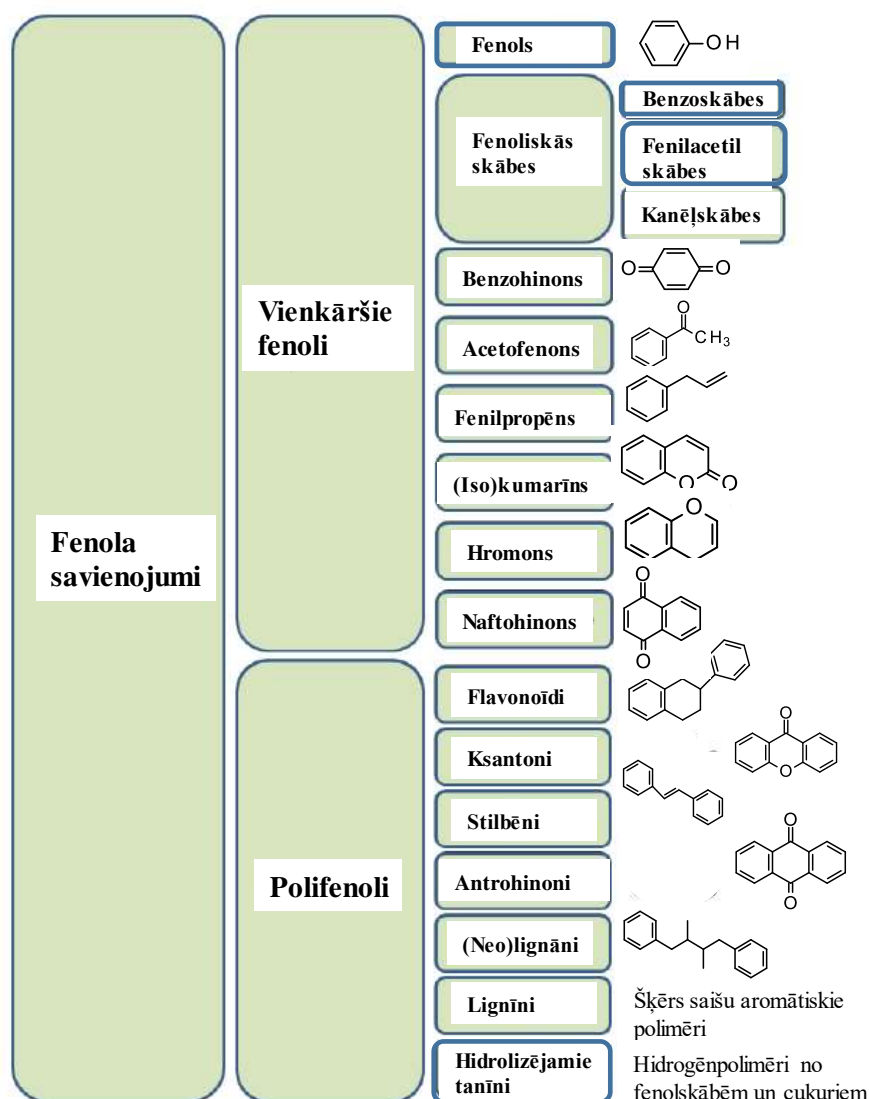 Fenols
OH
Benzoskābes
Fenoliskās
skābes
Fenilacetil
skābes
Kanēļskābes
Benzohinons
O
O
Vienkāršie
fenoli
O
CH3
Acetofenons
Fenilpropēns
(Iso)kumarīns
O
O
O
Hromons
Fenola
savienojumi
O
Naftohinons
O
Flavonoīdi
O
Ksantoni
O
Stilbēni
O
Polifenoli
Antrohinoni
O
(Neo)lignāni
Lignīni
Šķērs saišu aromātiskie
polimēri
Hidrolizējamie
tanīni
Hidrogēnpolimēri no
fenolskābēm un cukuriem